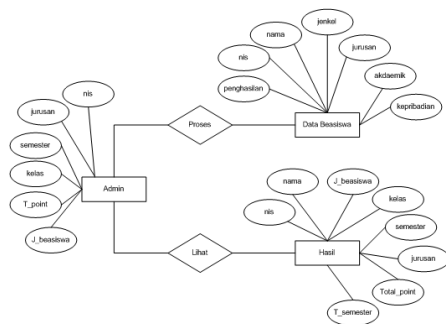 jenkel
nama
jurusan
nis
akdaemik
penghasilan
kepribadian
Proses
Data Beasiswa
nis
jurusan
semester
kelas
Admin
T_point
J_beasiswa
nama
J_beasiswa
kelas
nis
semester
Lihat
Hasil
jurusan
Total_point
T_semester